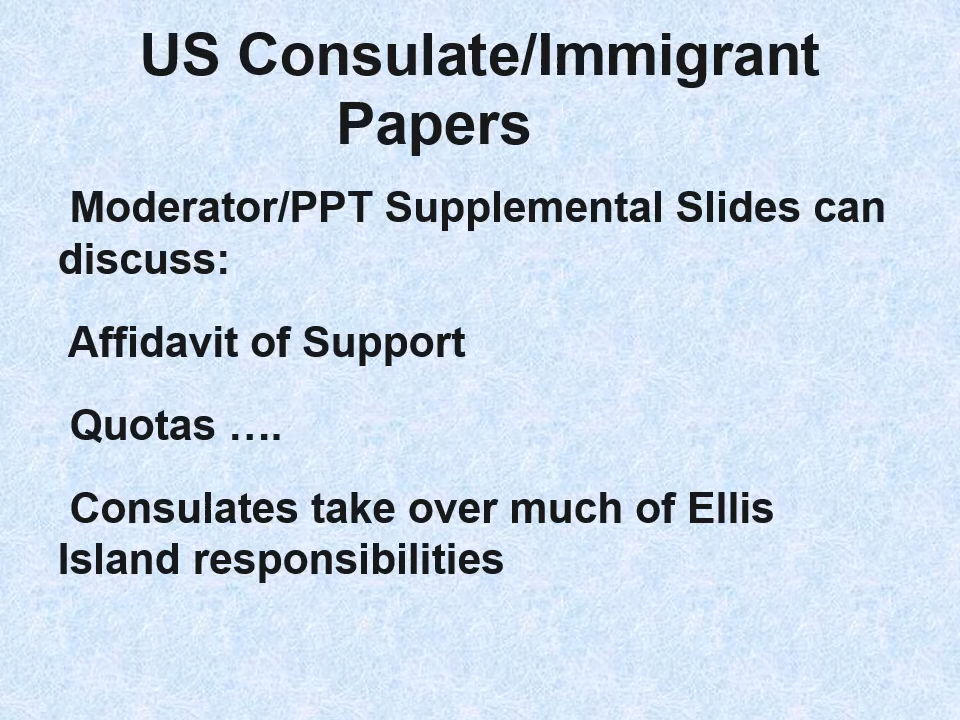 US Consulate/Immigrant
Papers
Moderator/PPT Supplemental Slides can
discuss:
Affidavit of Support
Quotas ….
Consulates take over much of Ellis
Island responsibilities